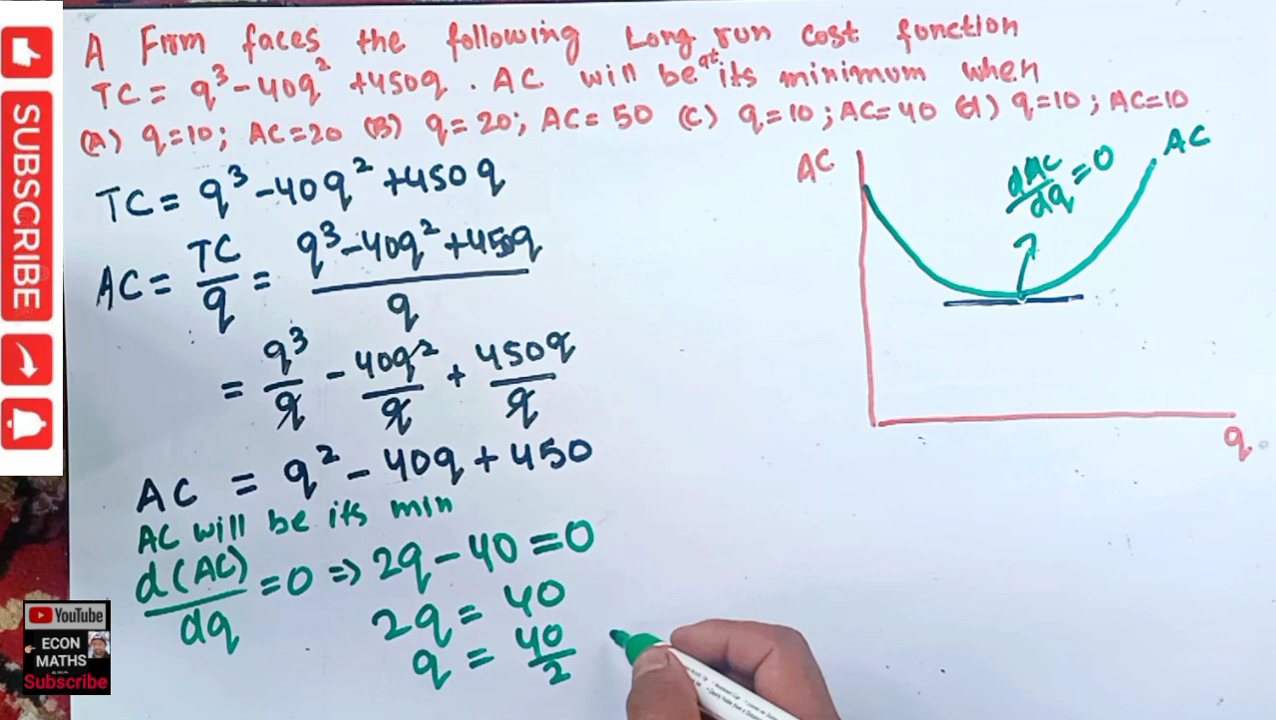 A Firm faces the following Long run cost function
TC = q³ - 40q² + 450q . AC will be at its minimum when
(A) q=10; AC=20 (B) q=20; AC=50 (C) q=10; AC=40 (d) q=10; AC=10
TC = q³ - 40q² + 450q
AC = TC/q = (q³ - 40q² + 450q)/q
= q³/q - 40q²/q + 450q/q
AC = q² - 40q + 450
AC will be its min
d(AC)/dq = 0 => 2q - 40 = 0
2q = 40
q = 40/2
AC
dAC/dq = 0
AC
q
SUBSCRIBE
YouTube
ECON
MATHS
Subscribe